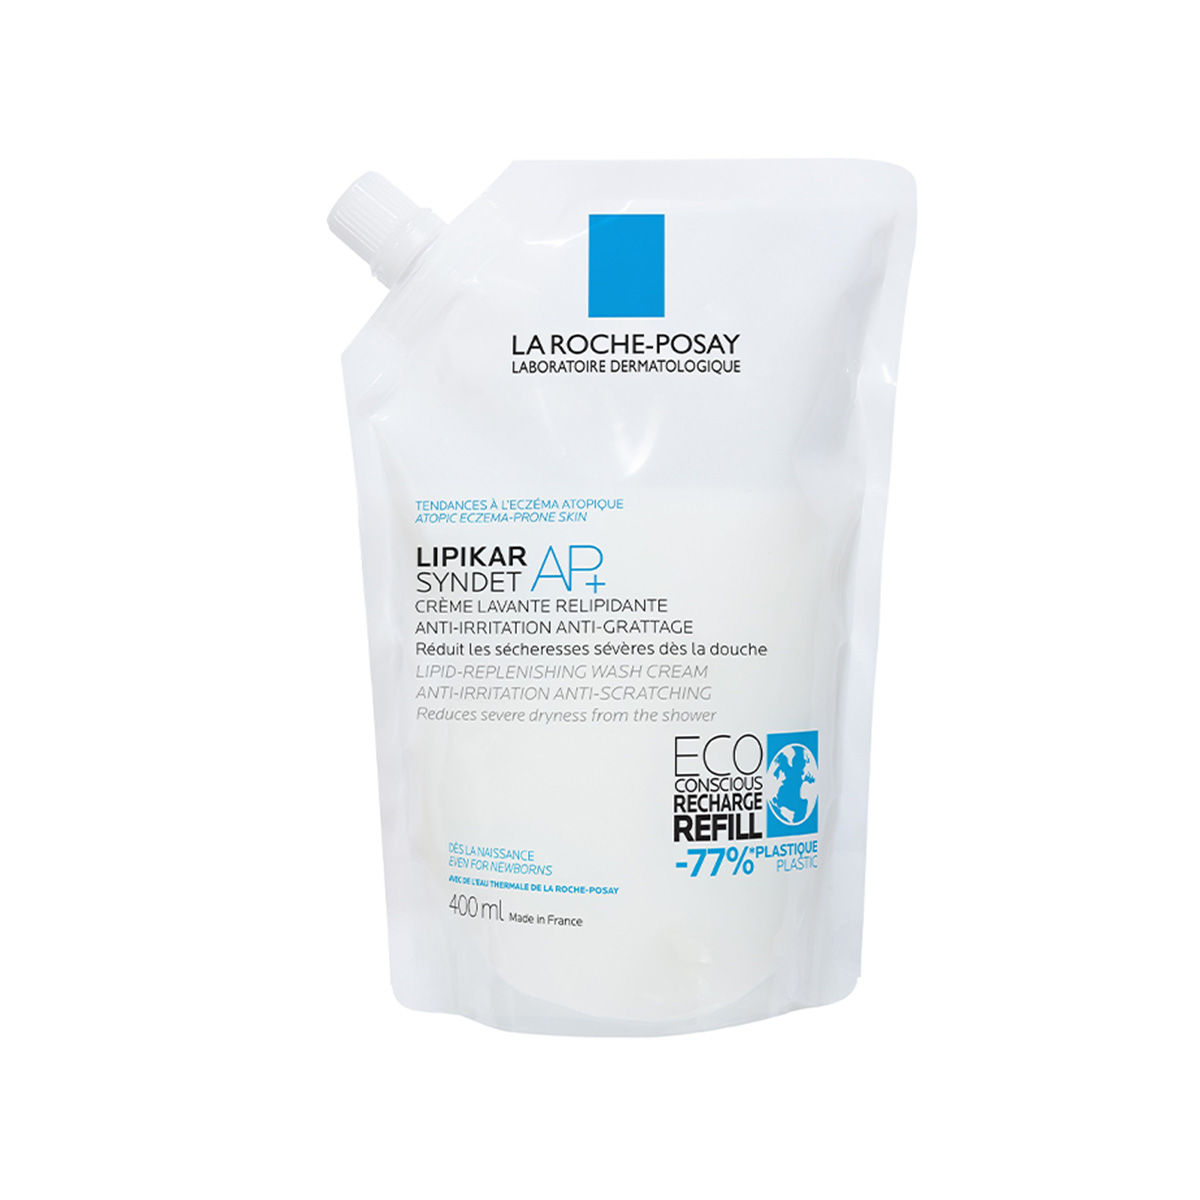 LA ROCHE-POSAY
LABORATOIRE DERMATOLOGIQUE
TENDANCES À L'ECZÉMA ATOPIQUE
ATOPIC ECZEMA-PRONE SKIN
LIPIKAR
SYNDET AP+
CRÈME LAVANTE RELIPIDANTE
ANTI-IRRITATION ANTI-GRATTAGE
Réduit les sécheresses sévères dès la douche
LIPID-REPLENISHING WASH CREAM
ANTI-IRRITATION ANTI-SCRATCHING
Reduces severe dryness from the shower
ECO
CONSCIOUS
RECHARGE
REFILL
-77%* PLASTIQUE
PLASTIC
DÈS LA NAISSANCE
EVEN FOR NEWBORNS
AVEC DE L'EAU THERMALE DE LA ROCHE-POSAY
400 ml Made in France